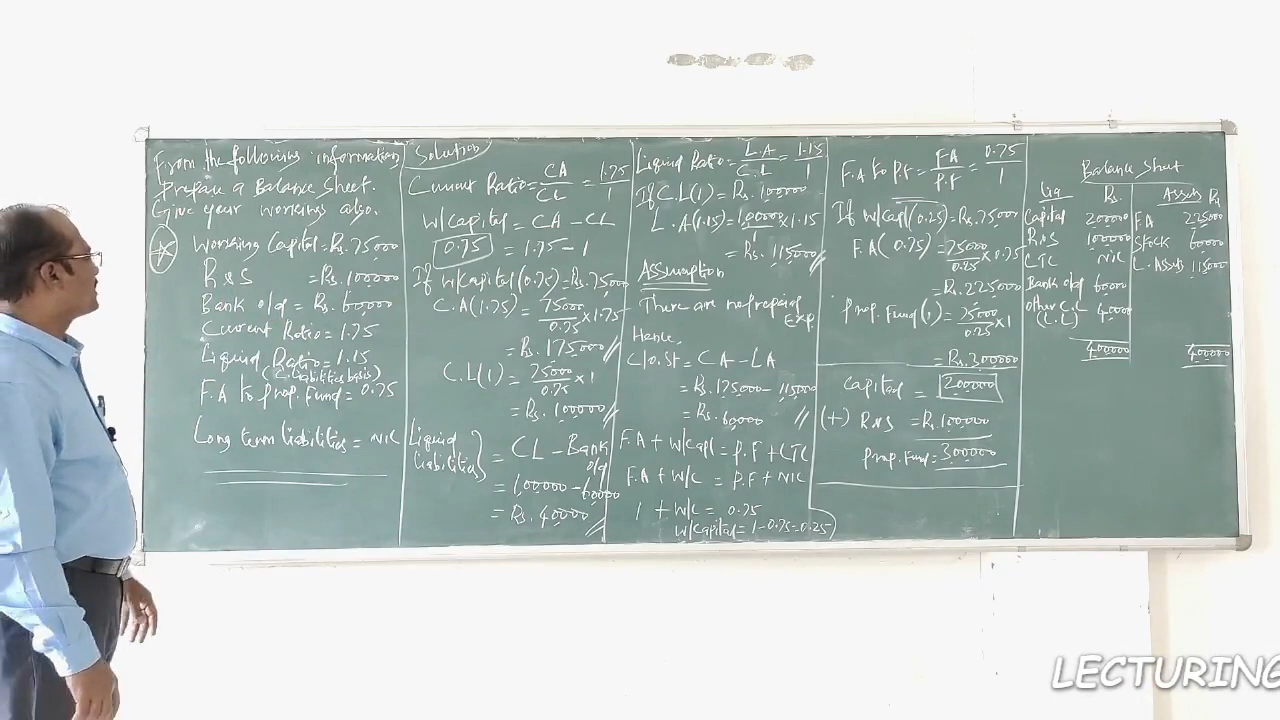 From the following information
prepare a Balance Sheet.
Give your workings also.
Working Capital = Rs. 75000
R & S = Rs. 100000
Bank o/d = Rs. 60000
Current Ratio = 1.75
Liquid Ratio = 1.15
(L. Liabilities basis)
F.A to prop. Fund = 0.75
Long term liabilities = NIL
Solution
Current Ratio = CA/CL = 1.75/1
W/Capital = CA - CL
0.75 = 1.75 - 1
If W/Capital (0.75) = Rs. 75000
C.A (1.75) = 75000/0.75 x 1.75
= Rs. 175000
C.L (1) = 75000/0.75 x 1
= Rs. 100000
Liquid Liabilities } = CL - Bank o/d
= 1,00000 - 60000
= Rs. 40000
Liquid Ratio = L.A/C.L = 1.15/1
If C.L (1) = Rs. 100000
L.A (1.15) = 1,00000 x 1.15
= Rs. 115000
Assumption
There are no prepaid Exp
Hence,
Clo.St = CA - LA
= Rs. 175000 - 115000
= Rs. 60000
F.A + W/Capl = P.F + LTL
F.A + W/C = P.F + NIL
1 + W/C = 0.75
W/Capital = 1 - 0.75 = 0.25
F.A to P.F = FA/P.F = 0.75/1
If W/Capl (0.25) = Rs. 75000
F.A (0.75) = 75000/0.25 x 0.75
= Rs. 225000
Prop. Fund (1) = 75000/0.25 x 1
= Rs. 300000
Capital = 200000
(+) R & S = Rs. 100000
Prop. Fund = 300000
Balance Sheet
Lia Rs. Assets Rs
Capital 200000 F.A 225000
R & S 100000 Stock 60000
LTL NIL L. Assets 115000
Bank o/d 60000
Other C.L 40000
(L.L)
400000 400000
LECTURING